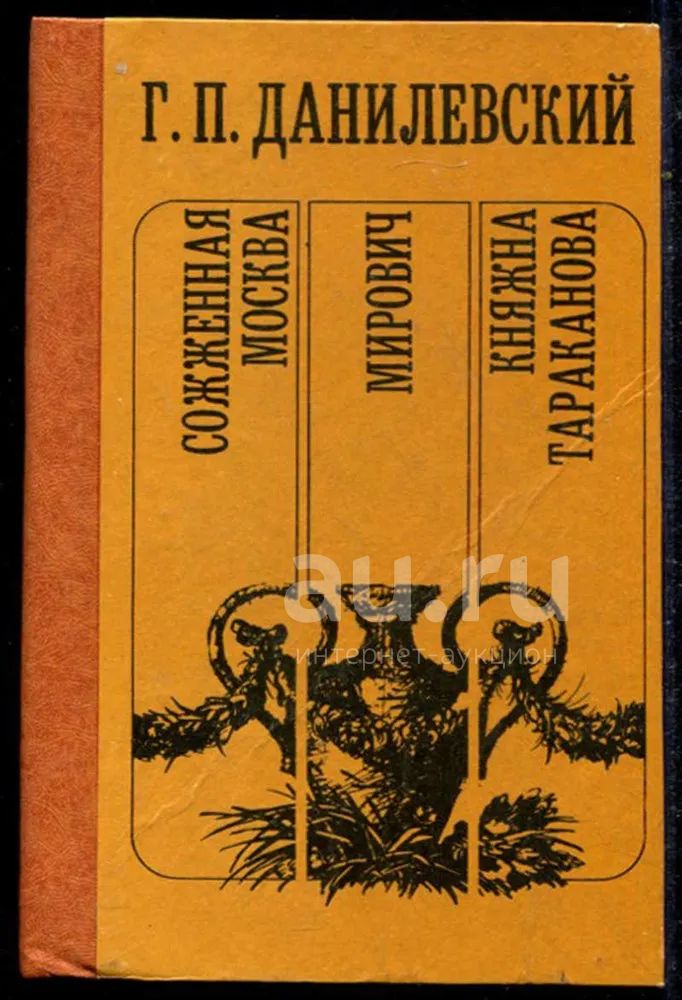 Г. П. ДАНИЛЕВСКИЙ
СОЖЖЕННАЯ
МОСКВА
МИРОВИЧ
КНЯЖНА
ТАРАКАНОВА
au.ru
интернет-аукцион